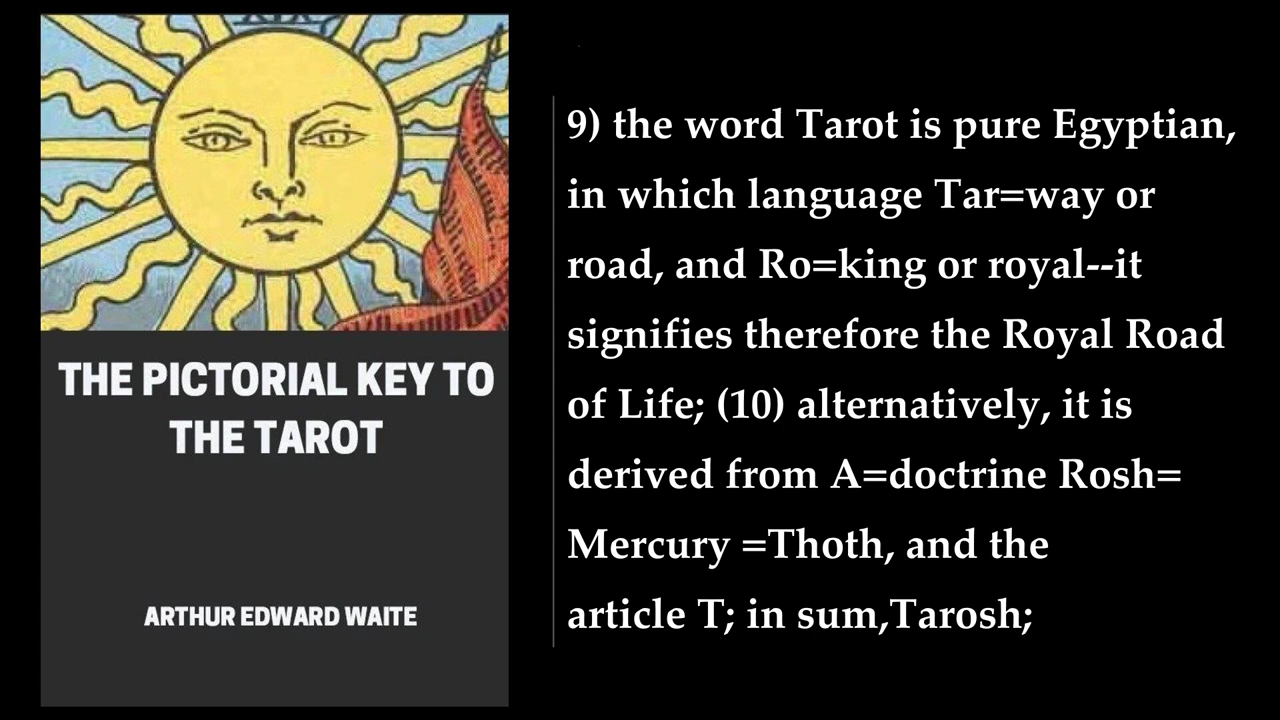 XIX
THE PICTORIAL KEY TO
THE TAROT
ARTHUR EDWARD WAITE
9) the word Tarot is pure Egyptian,
in which language Tar=way or
road, and Ro=king or royal--it
signifies therefore the Royal Road
of Life; (10) alternatively, it is
derived from A=doctrine Rosh=
Mercury =Thoth, and the
article T; in sum,Tarosh;